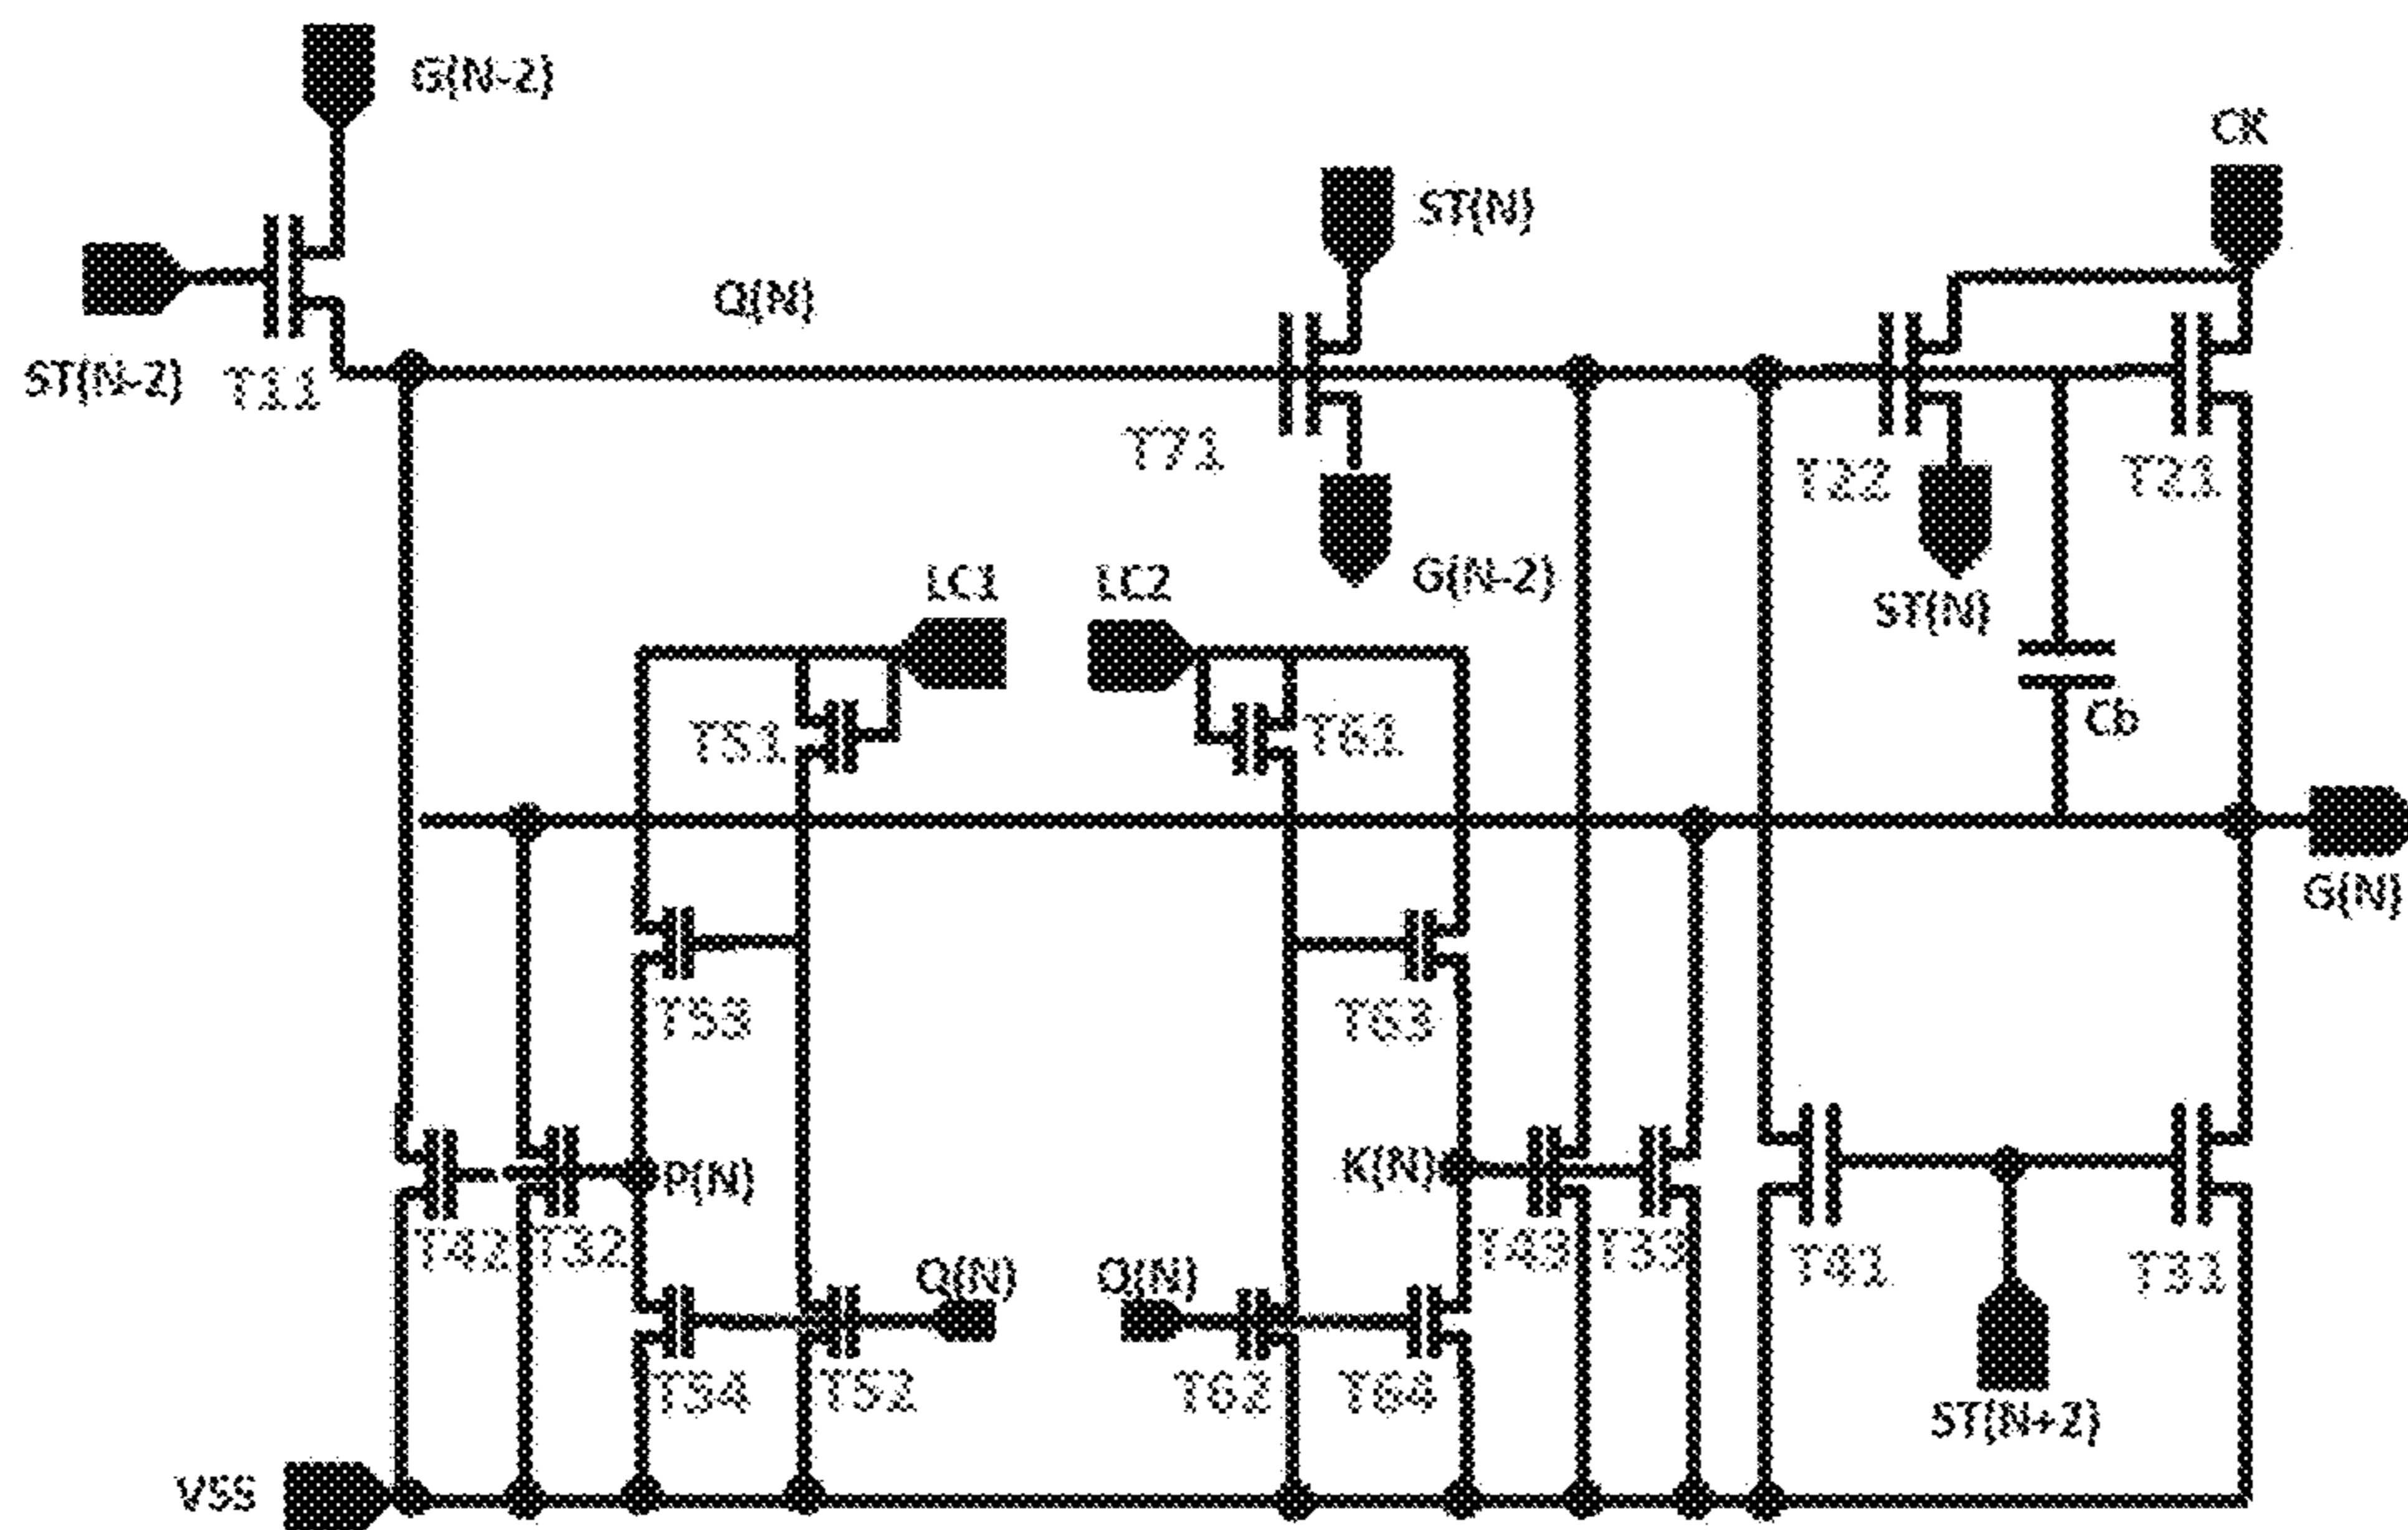 G(N-2)
CK
ST(N)
Q(N)
ST(N-2)
T11
T71
T22
T21
G(N-2)
LC1
LC2
ST(N)
T51
T61
Cb
G(N)
T53
T63
P(N)
K(N)
T42
T32
T43
T33
T41
T31
Q(N)
Q(N)
T54
T52
T62
T64
ST(N+2)
VSS